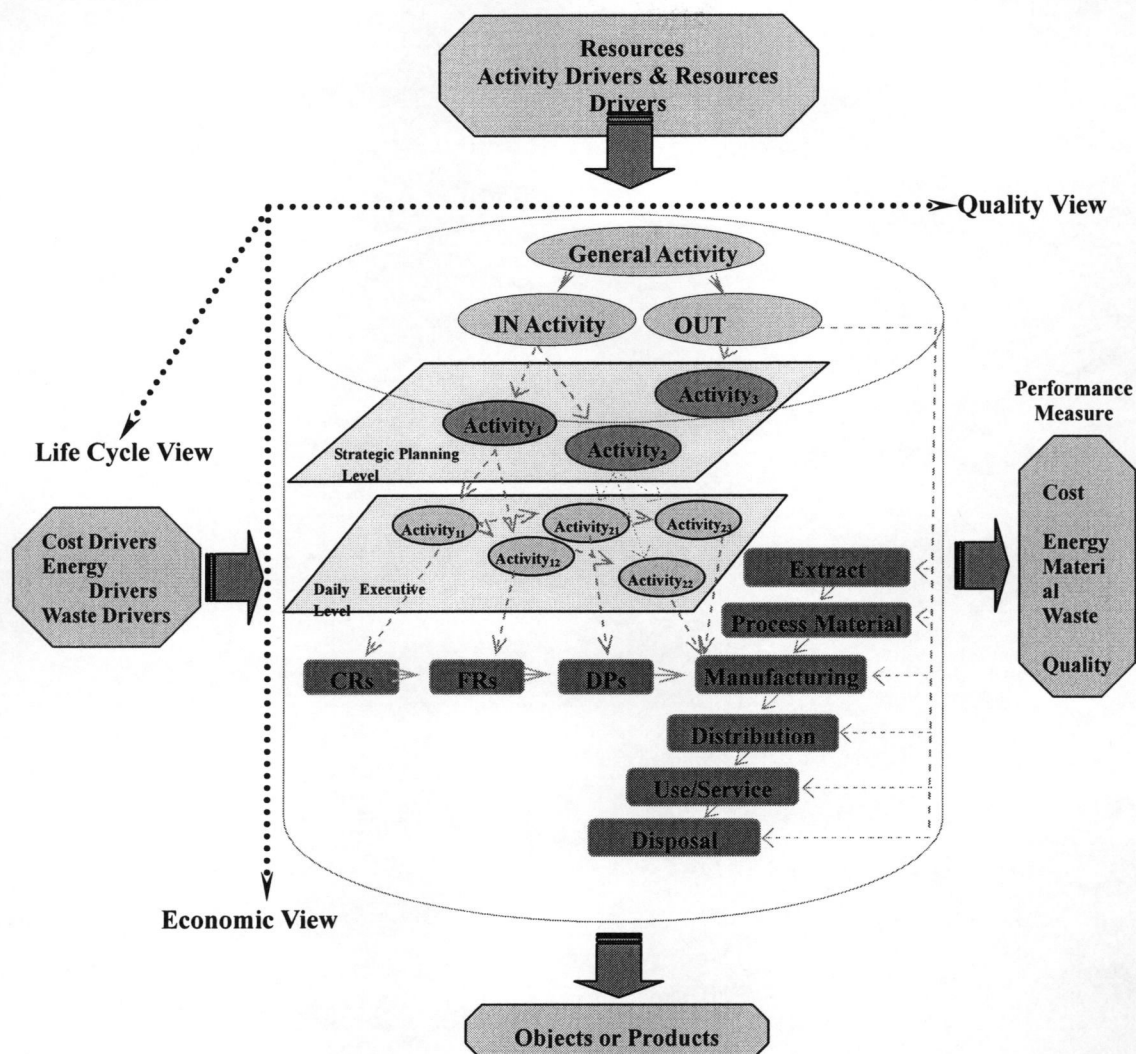 Resources
Activity Drivers & Resources
Drivers
Quality View
General Activity
IN Activity
OUT
Activity3
Activity1
Activity2
Strategic Planning
Level
Life Cycle View
Performance
Measure
Cost
Energy
Materi
al
Waste
Quality
Cost Drivers
Energy
Drivers
Waste Drivers
Activity11
Activity21
Activity23
Activity12
Activity22
Daily Executive
Level
Extract
Process Material
CRs
FRs
DPs
Manufacturing
Distribution
Use/Service
Disposal
Economic View
Objects or Products